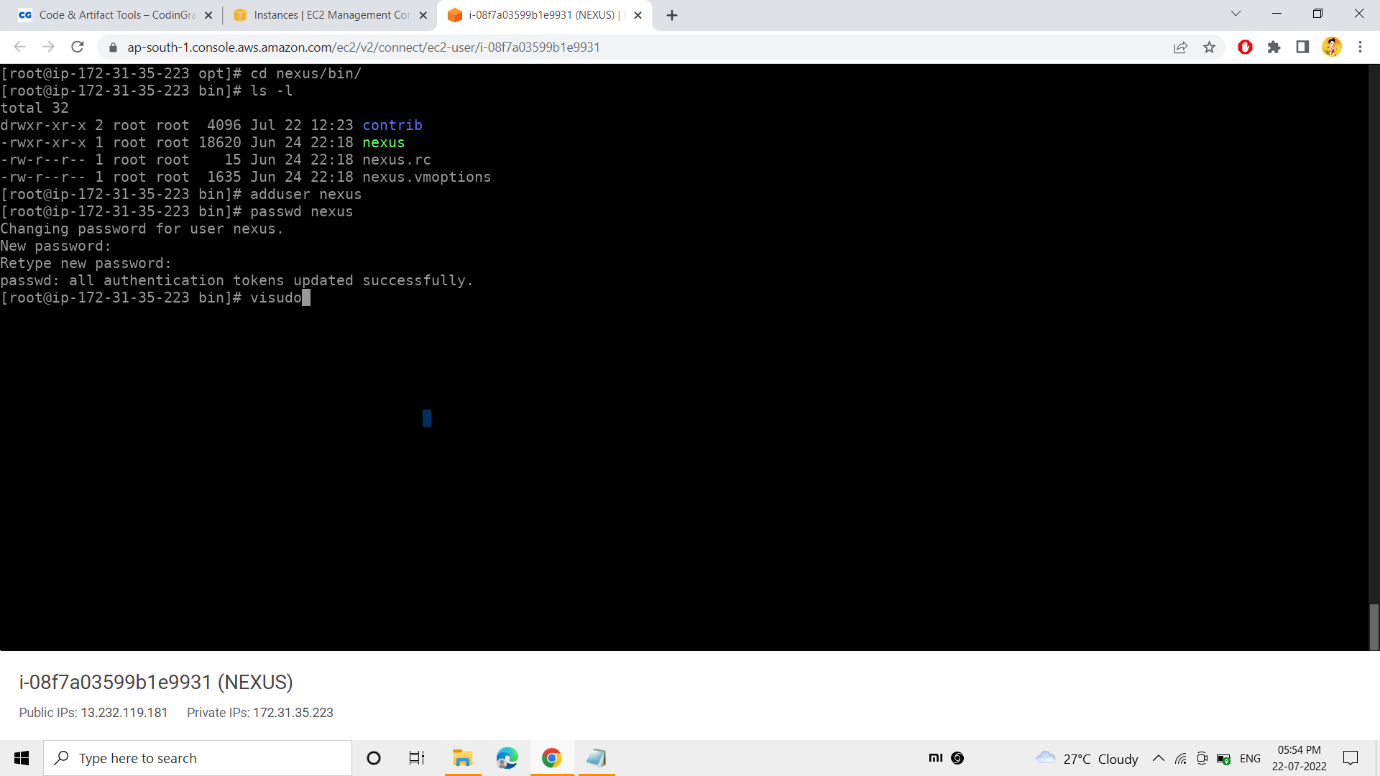 CG Code & Artifact Tools – CodinGra
Instances | EC2 Management Cor
i-08f7a03599b1e9931 (NEXUS) |
ap-south-1.console.aws.amazon.com/ec2/v2/connect/ec2-user/i-08f7a03599b1e9931
[root@ip-172-31-35-223 opt]# cd nexus/bin/
[root@ip-172-31-35-223 bin]# ls -l
total 32
drwxr-xr-x 2 root root  4096 Jul 22 12:23 contrib
-rwxr-xr-x 1 root root 18620 Jun 24 22:18 nexus
-rw-r--r-- 1 root root    15 Jun 24 22:18 nexus.rc
-rw-r--r-- 1 root root  1635 Jun 24 22:18 nexus.vmoptions
[root@ip-172-31-35-223 bin]# adduser nexus
[root@ip-172-31-35-223 bin]# passwd nexus
Changing password for user nexus.
New password:
Retype new password:
passwd: all authentication tokens updated successfully.
[root@ip-172-31-35-223 bin]# visudo
i-08f7a03599b1e9931 (NEXUS)
Public IPs: 13.232.119.181 Private IPs: 172.31.35.223
Type here to search
27°C Cloudy
ENG
05:54 PM
22-07-2022